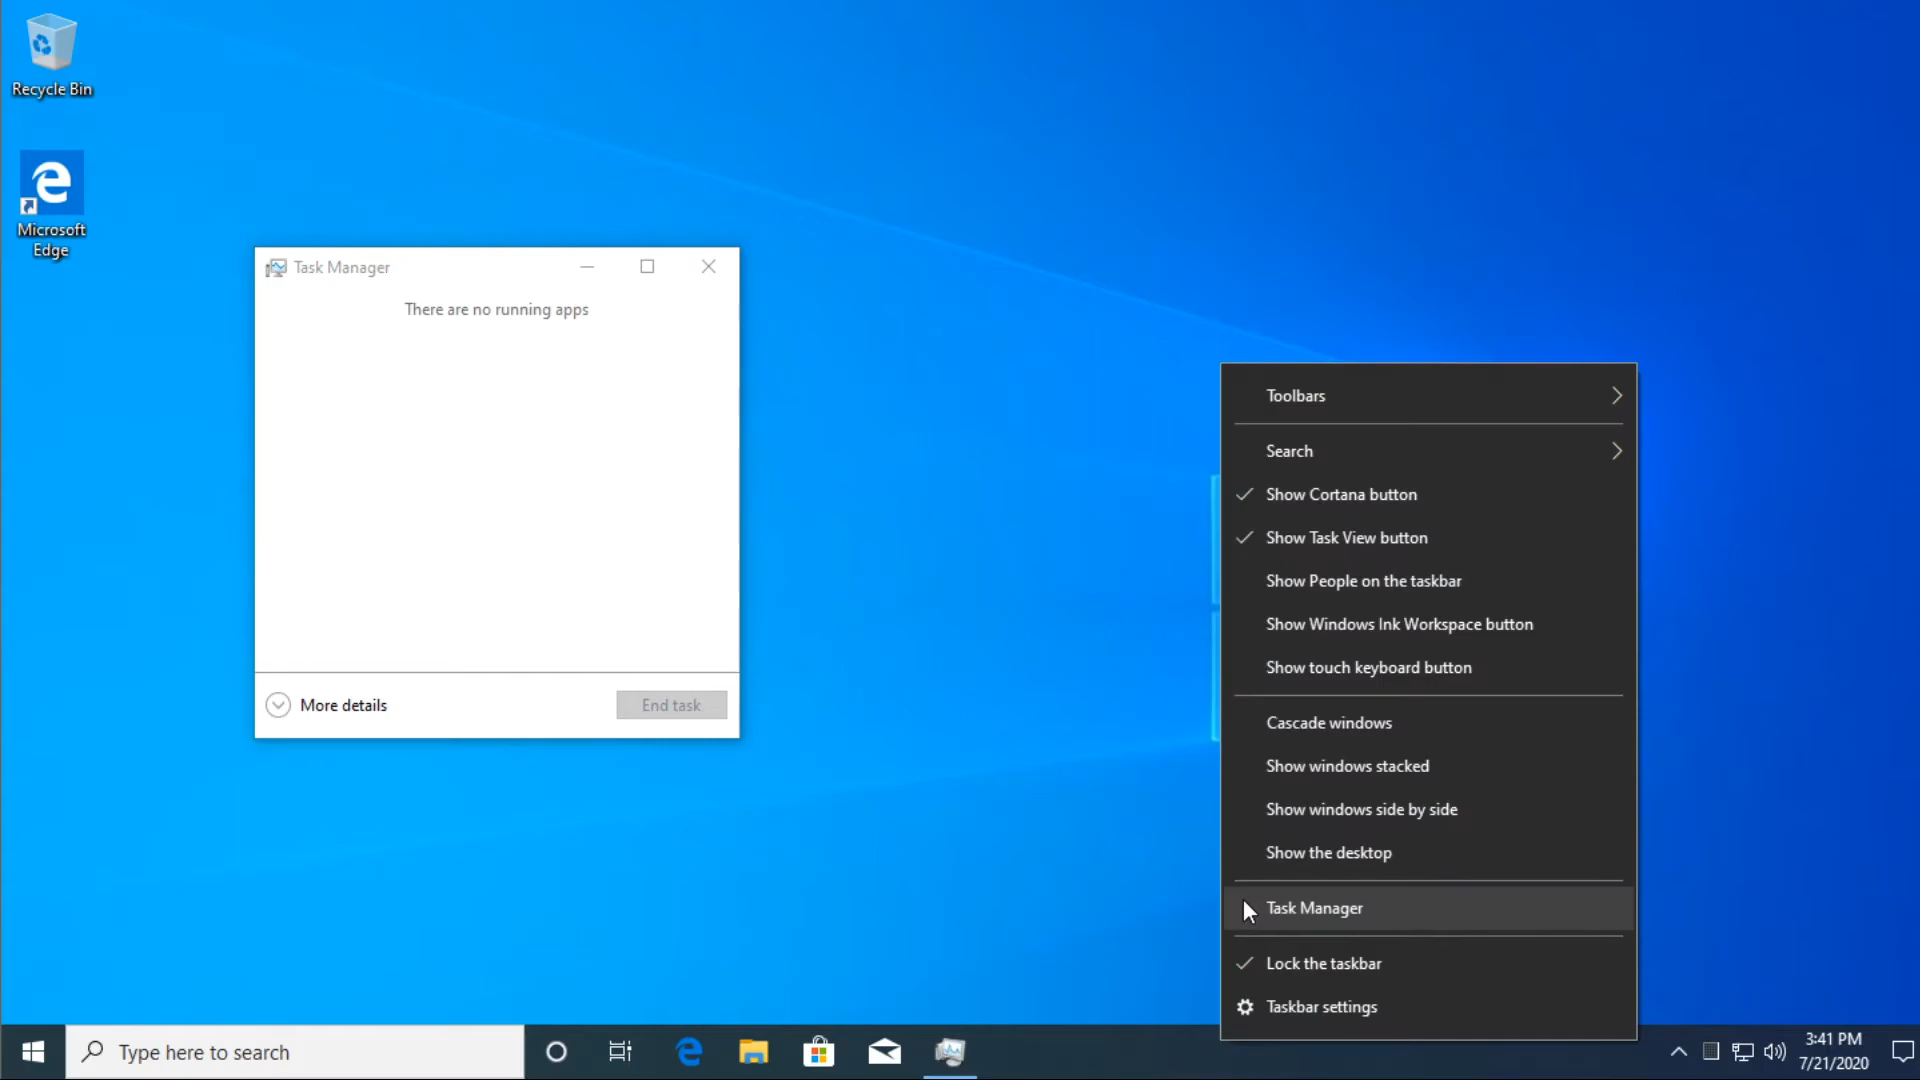 Recycle Bin
Microsoft
Edge
Task Manager
There are no running apps
More details
End task
Toolbars
Search
Show Cortana button
Show Task View button
Show People on the taskbar
Show Windows Ink Workspace button
Show touch keyboard button
Cascade windows
Show windows stacked
Show windows side by side
Show the desktop
Task Manager
Lock the taskbar
Taskbar settings
Type here to search
3:41 PM
7/21/2020